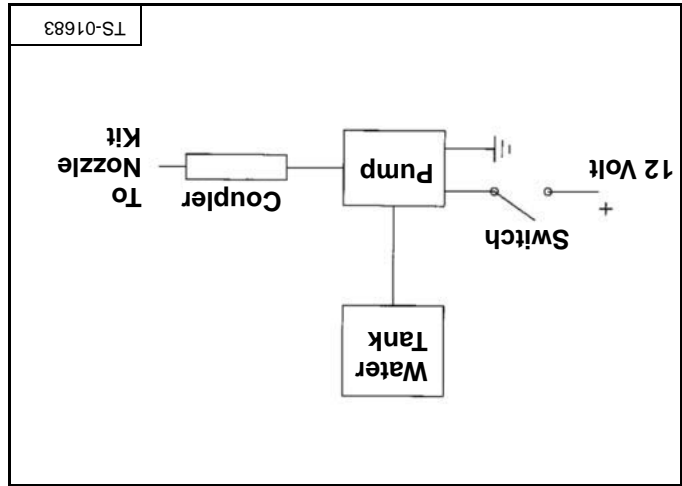 Water
Tank
Switch
12 Volt
+
Pump
Coupler
To
Nozzle
Kit
TS-01683